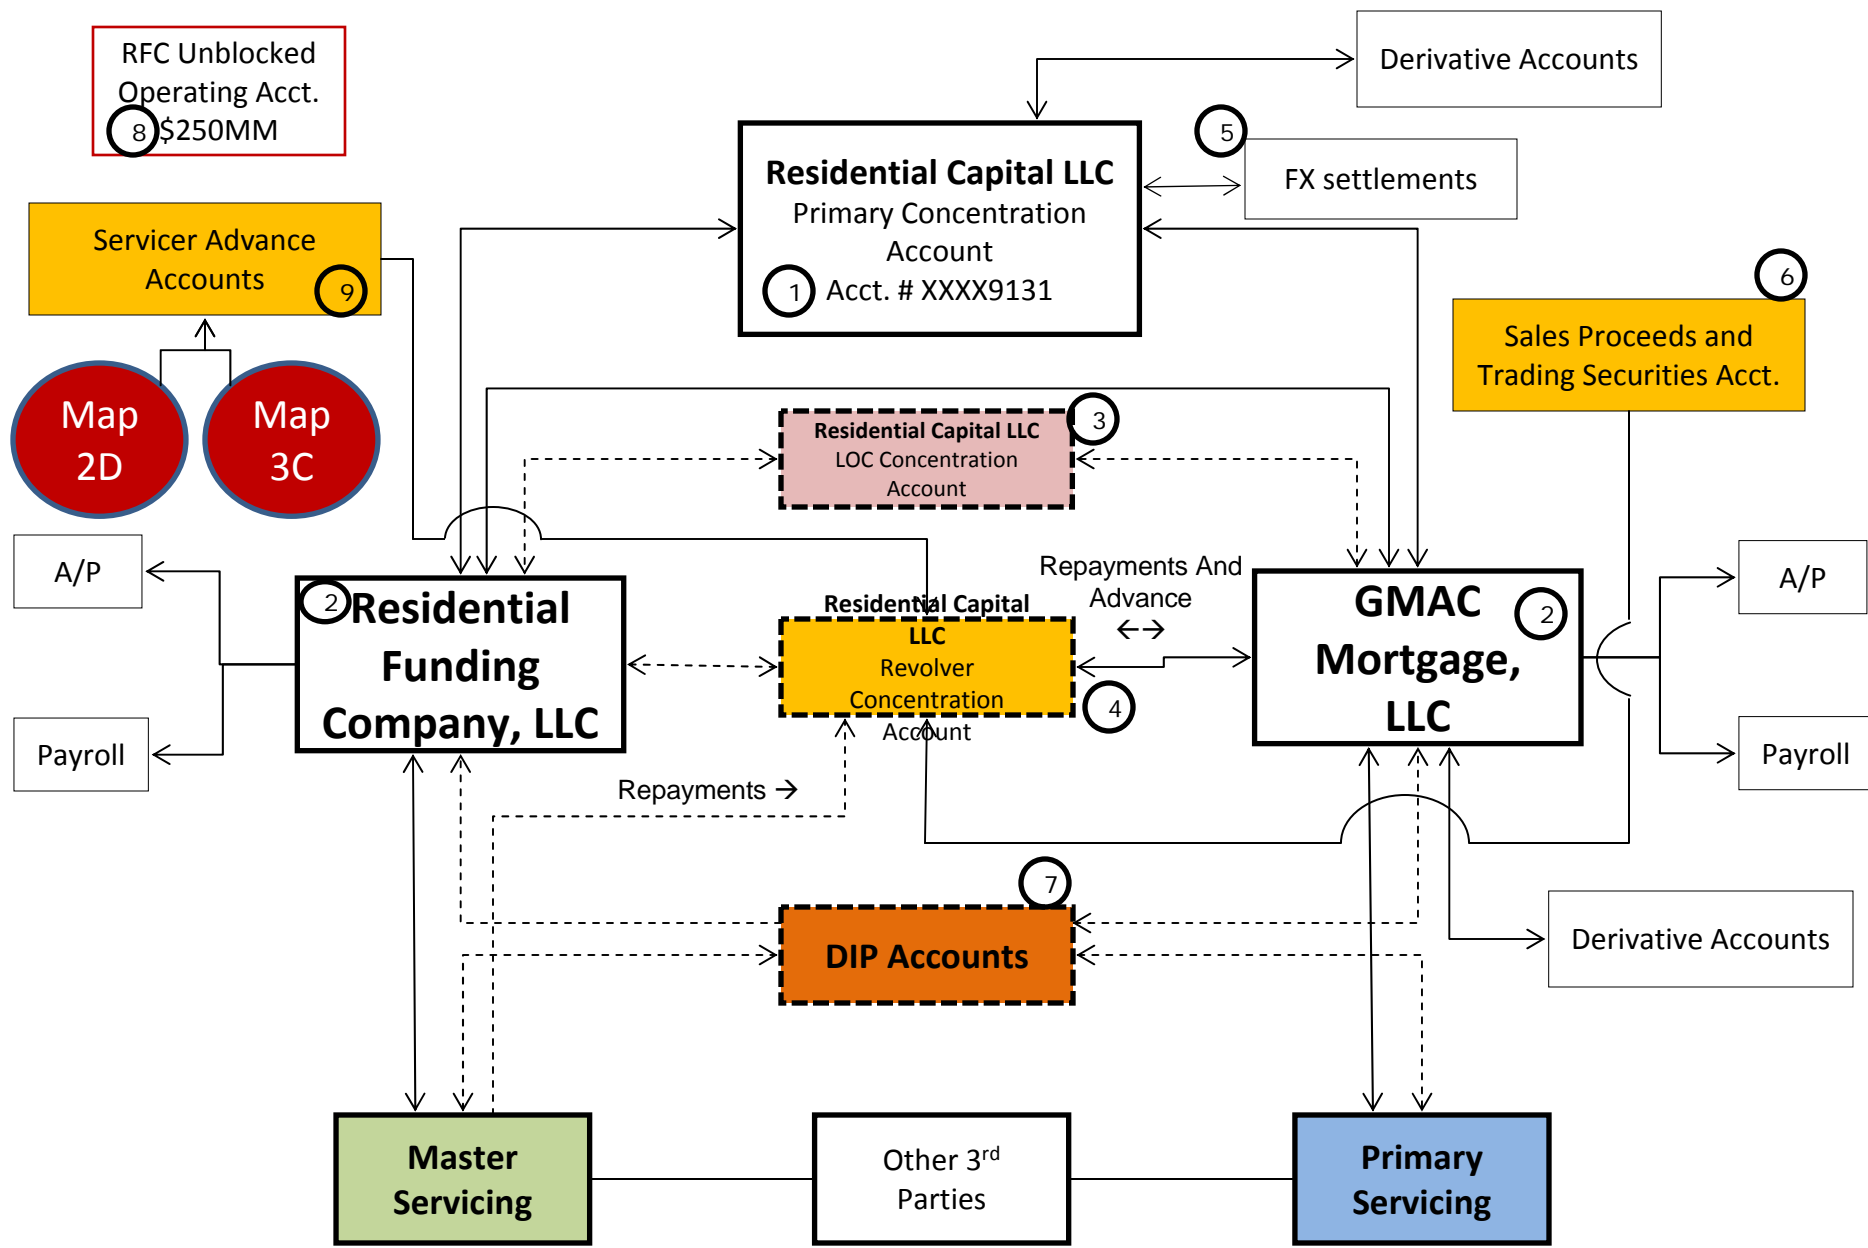 RFC Unblocked
Operating Acct.
8 $250MM
Derivative Accounts
5
FX settlements
Residential Capital LLC
Primary Concentration
Account
1 Acct. # XXXX9131
Servicer Advance
Accounts
9
6
Sales Proceeds and
Trading Securities Acct.
Map
2D
Map
3C
3
Residential Capital LLC
LOC Concentration
Account
A/P
Payroll
2 Residential
Funding
Company, LLC
Residential Capital
LLC
Revolver
Concentration
Account
4
Repayments And
Advance
←→
GMAC
Mortgage,
LLC
2
A/P
Payroll
Repayments →
7
DIP Accounts
Derivative Accounts
Master
Servicing
Other 3rd
Parties
Primary
Servicing